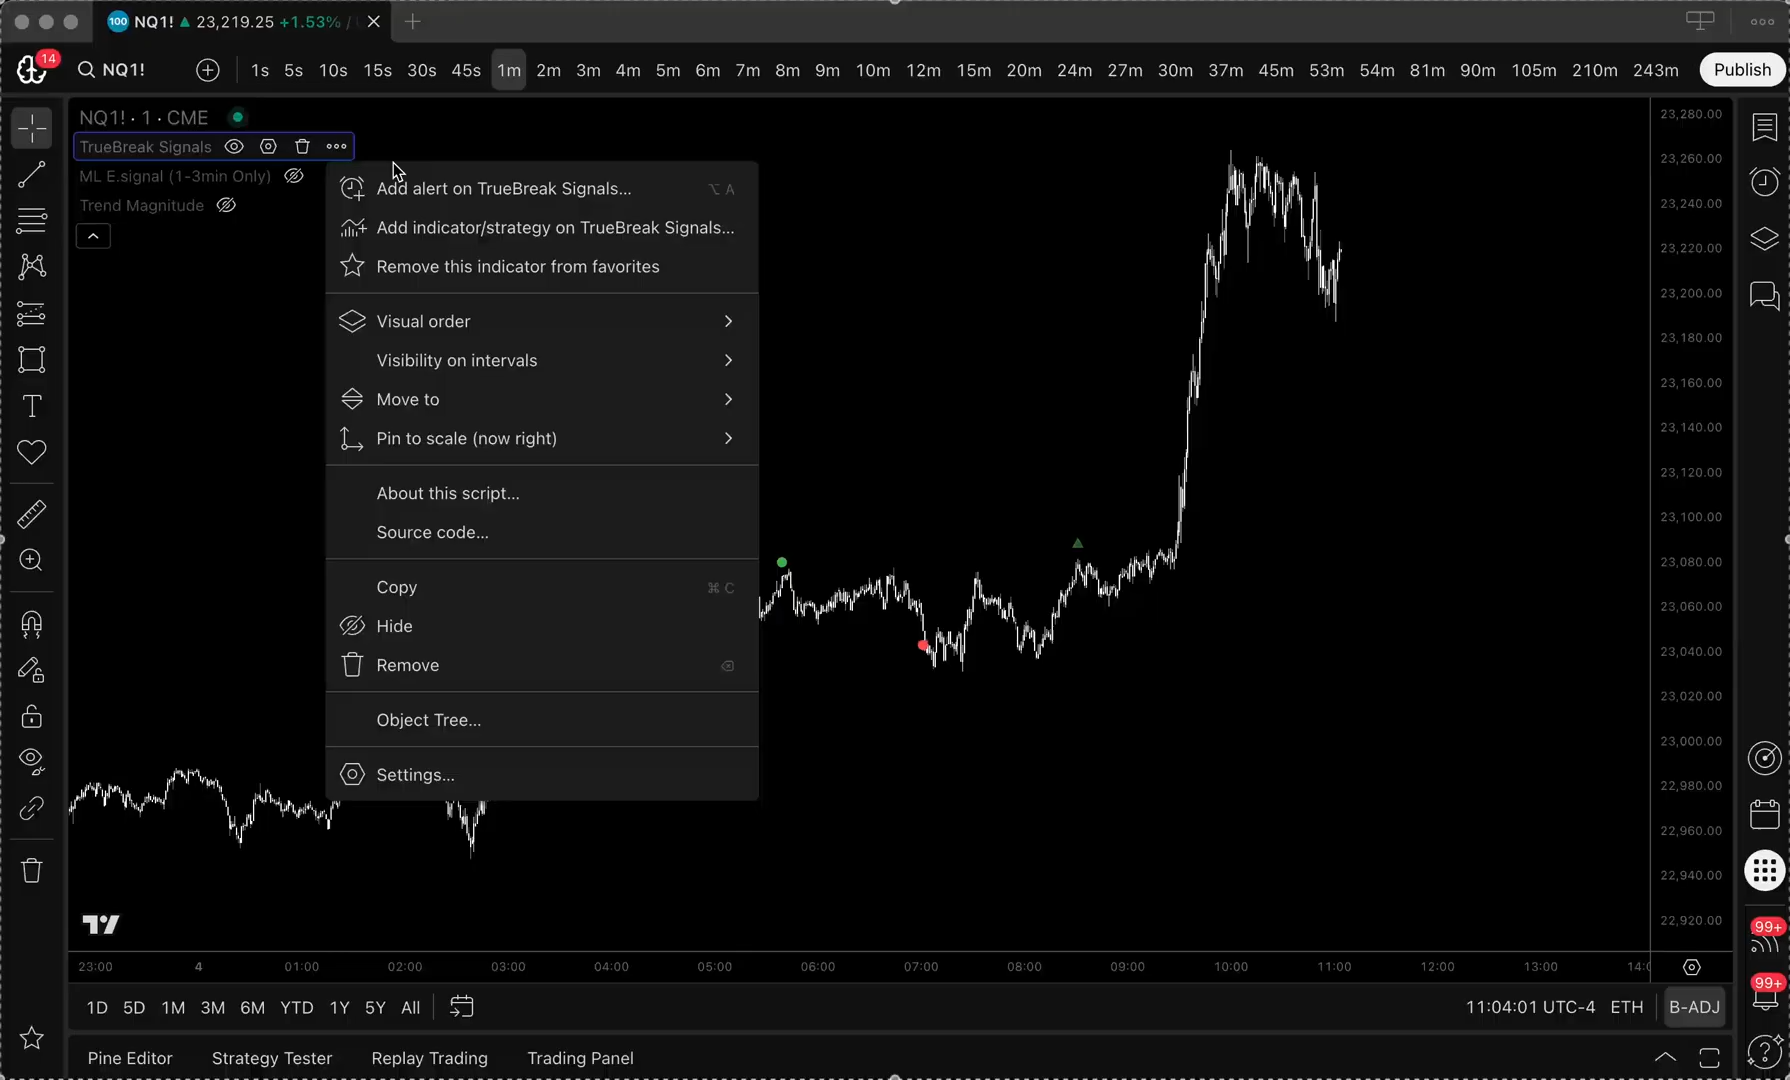 100 NQ1! ▲ 23,219.25 +1.53% /
14
NQ1!
1s 5s 10s 15s 30s 45s 1m 2m 3m 4m 5m 6m 7m 8m 9m 10m 12m 15m 20m 24m 27m 30m 37m 45m 53m 54m 81m 90m 105m 210m 243m
Publish
NQ1! · 1 · CME
TrueBreak Signals
ML E.signal (1-3min Only)
Trend Magnitude
Add alert on TrueBreak Signals... ⌥ A
Add indicator/strategy on TrueBreak Signals...
Remove this indicator from favorites
Visual order
Visibility on intervals
Move to
Pin to scale (now right)
About this script...
Source code...
Copy ⌘ C
Hide
Remove
Object Tree...
Settings...
23,280.00
23,260.00
23,240.00
23,220.00
23,200.00
23,180.00
23,160.00
23,140.00
23,120.00
23,100.00
23,080.00
23,060.00
23,040.00
23,020.00
23,000.00
22,980.00
22,960.00
22,940.00
22,920.00
99+
99+
23:00 4 01:00 02:00 03:00 04:00 05:00 06:00 07:00 08:00 09:00 10:00 11:00 12:00 13:00 14:0
1D 5D 1M 3M 6M YTD 1Y 5Y All
11:04:01 UTC-4 ETH B-ADJ
Pine Editor Strategy Tester Replay Trading Trading Panel